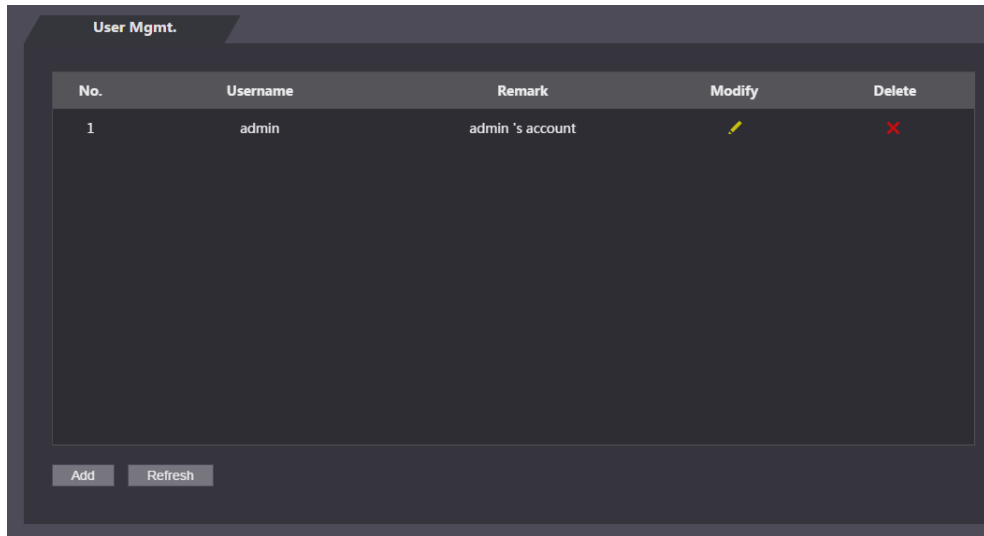 User Mgmt.
No. Username Remark Modify Delete
1 admin admin 's account
Add Refresh